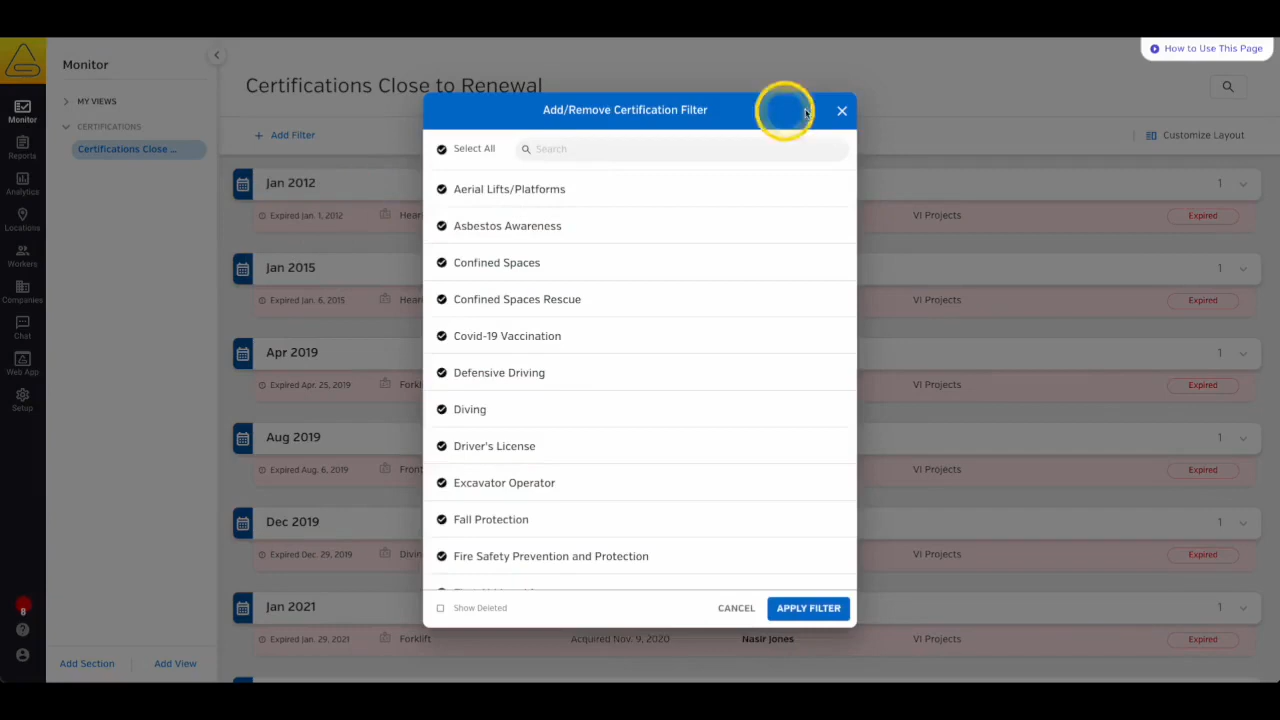 How to Use This Page
Monitor
Certifications Close to Renewal
MY VIEWS
CERTIFICATIONS
Certifications Close ...
Add Section
Add View
Monitor
Reports
Analytics
Locations
Workers
Companies
Chat
Web App
Setup
8
Add Filter
Customize Layout
Add/Remove Certification Filter
Select All
Search
Aerial Lifts/Platforms
Asbestos Awareness
Confined Spaces
Confined Spaces Rescue
Covid-19 Vaccination
Defensive Driving
Diving
Driver's License
Excavator Operator
Fall Protection
Fire Safety Prevention and Protection
Show Deleted
CANCEL
APPLY FILTER
Jan 2012 1
Expired Jan. 1, 2012 Heari VI Projects Expired
Jan 2015 1
Expired Jan. 6, 2015 Heari VI Projects Expired
Apr 2019 1
Expired Apr. 25, 2019 Forkli VI Projects Expired
Aug 2019 1
Expired Aug. 6, 2019 Front VI Projects Expired
Dec 2019 1
Expired Dec. 29, 2019 Divin VI Projects Expired
Jan 2021 1
Expired Jan. 29, 2021 Forklift Acquired Nov. 9, 2020 Nasir Jones VI Projects Expired